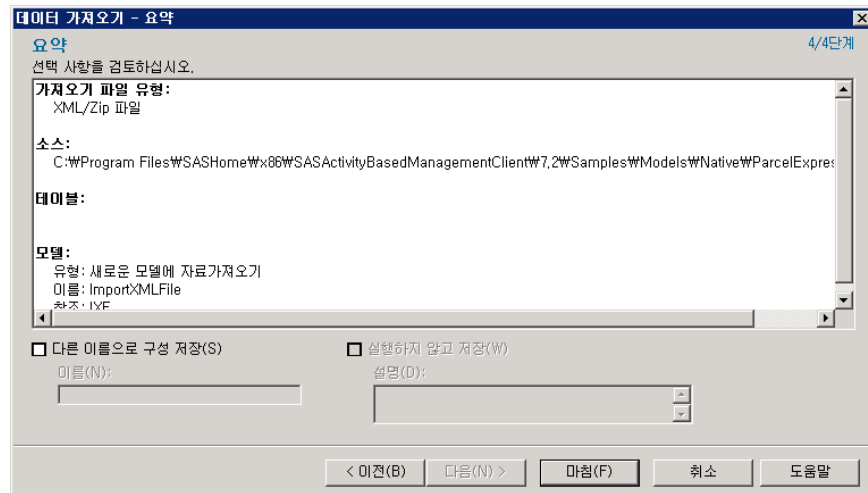 데이터 가져오기 - 요약
요약
4/4단계
선택 사항을 검토하십시오.
가져오기 파일 유형:
XML/Zip 파일
소스:
C:₩Program Files₩SASHome₩x86₩SASActivityBasedManagementClient₩7.2₩Samples₩Models₩Native₩ParcelExpres
테이블:
모델:
유형: 새로운 모델에 자료가져오기
이름: ImportXMLFile
참조: IXF
다른 이름으로 구성 저장(S)
실행하지 않고 저장(W)
이름(N):
설명(D):
< 이전(B)
다음(N) >
마침(F)
취소
도움말